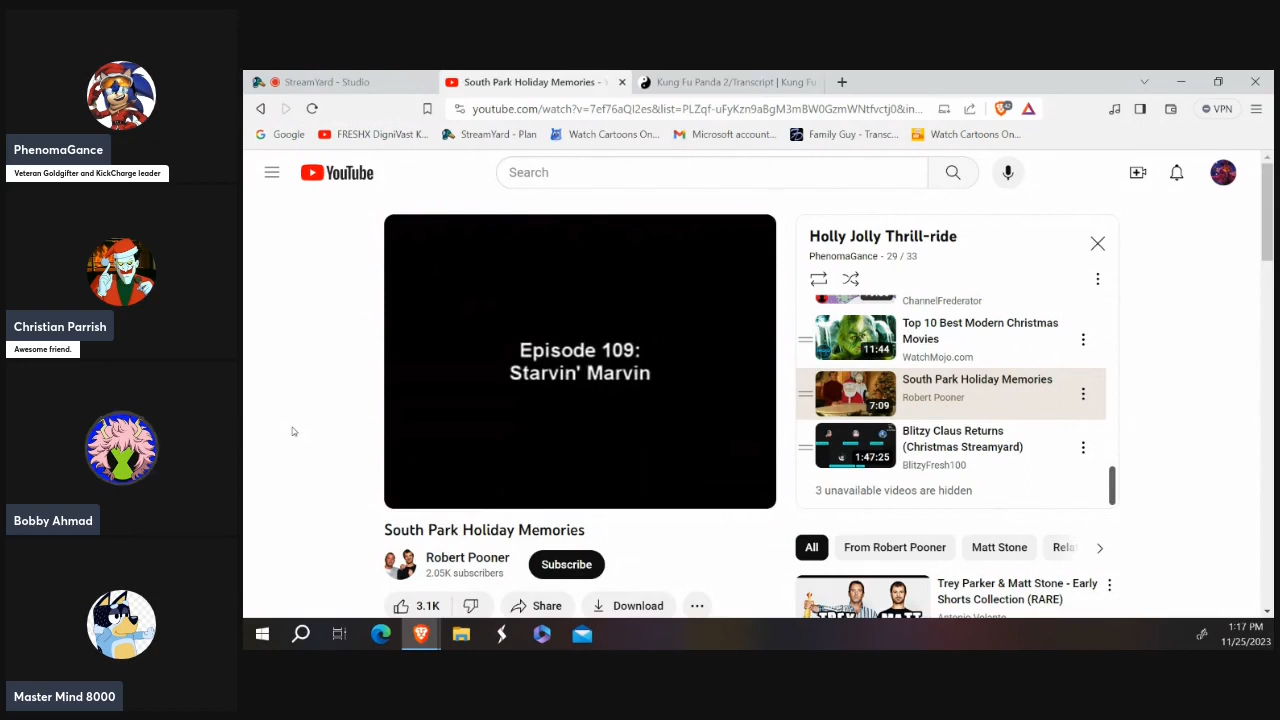 PhenomaGance
Veteran Goldgifter and KickCharge leader
Christian Parrish
Awesome friend.
Bobby Ahmad
Master Mind 8000
StreamYard - Studio
South Park Holiday Memories -
Kung Fu Panda 2/Transcript | Kung Fu
youtube.com/watch?v=7ef76aQI2es&list=PLZqf-uFyKzn9aBgM3mBW0GzmWNtfvctj0&in...
VPN
Google
FRESHX DigniVast K...
StreamYard - Plan
Watch Cartoons On...
Microsoft account...
Family Guy - Transc...
Watch Cartoons On...
YouTube
Search
Episode 109:
Starvin' Marvin
South Park Holiday Memories
Robert Pooner
2.05K subscribers
Subscribe
3.1K
Share
Download
Holly Jolly Thrill-ride
PhenomaGance - 29 / 33
ChannelFrederator
Top 10 Best Modern Christmas
Movies
WatchMojo.com
11:44
South Park Holiday Memories
Robert Pooner
7:09
Blitzy Claus Returns
(Christmas Streamyard)
BlitzyFresh100
1:47:25
3 unavailable videos are hidden
All
From Robert Pooner
Matt Stone
Rela
Trey Parker & Matt Stone - Early
Shorts Collection (RARE)
1:17 PM
11/25/2023